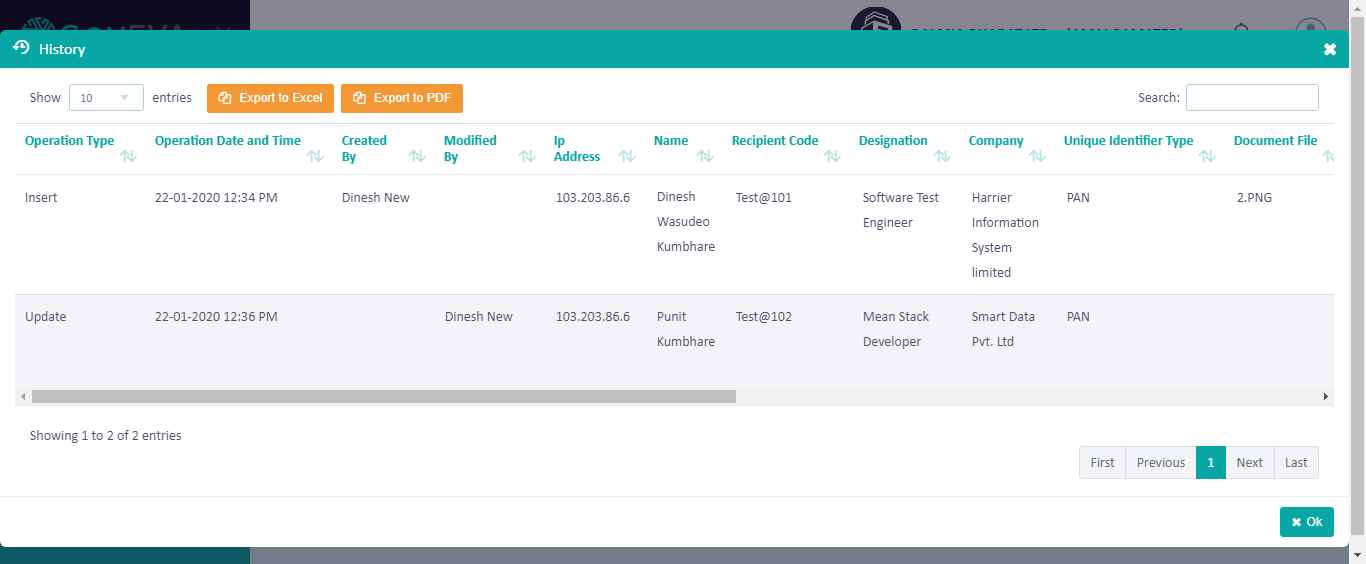 History
Show 10 entries Export to Excel Export to PDF Search:
Operation Type Operation Date and Time Created By Modified By Ip Address Name Recipient Code Designation Company Unique Identifier Type Document File
Insert 22-01-2020 12:34 PM Dinesh New 103.203.86.6 Dinesh Wasudeo Kumbhare Test@101 Software Test Engineer Harrier Information System limited PAN 2.PNG
Update 22-01-2020 12:36 PM Dinesh New 103.203.86.6 Punit Kumbhare Test@102 Mean Stack Developer Smart Data Pvt. Ltd PAN
Showing 1 to 2 of 2 entries
First Previous 1 Next Last
Ok